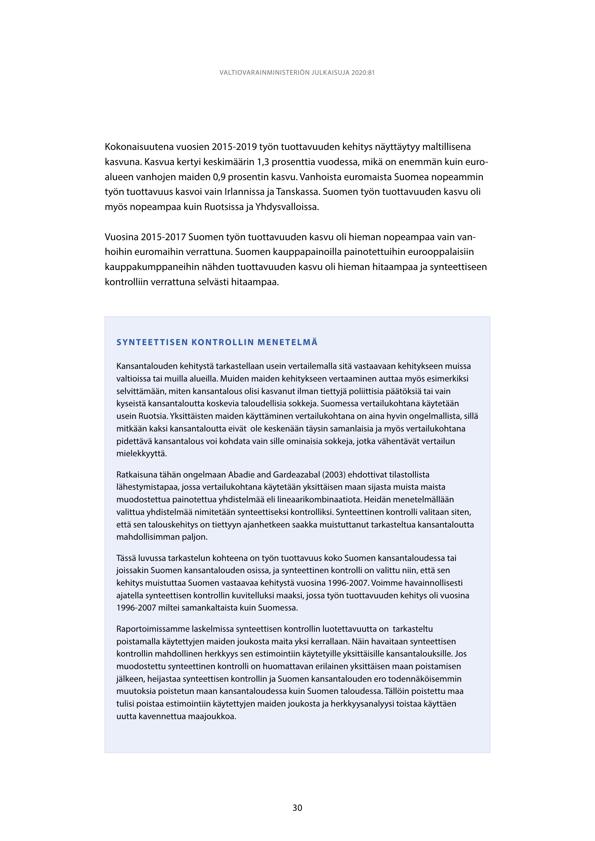 VALTIOVARAINMINISTERIÖN JULKAISUJA 2020:81
Kokonaisuutena vuosien 2015-2019 työn tuottavuuden kehitys näyttäytyy maltillisena
kasvuna. Kasvua kertyi keskimäärin 1,3 prosenttia vuodessa, mikä on enemmän kuin euro-
alueen vanhojen maiden 0,9 prosentin kasvu. Vanhoista euromaista Suomea nopeammin
työn tuottavuus kasvoi vain Irlannissa ja Tanskassa. Suomen työn tuottavuuden kasvu oli
myös nopeampaa kuin Ruotsissa ja Yhdysvalloissa.
Vuosina 2015-2017 Suomen työn tuottavuuden kasvu oli hieman nopeampaa vain van-
hoihin euromaihin verrattuna. Suomen kauppapainoilla painotettuihin eurooppalaisiin
kauppakumppaneihin nähden tuottavuuden kasvu oli hieman hitaampaa ja synteettiseen
kontrolliin verrattuna selvästi hitaampaa.
SYNTEETTISEN KONTROLLIN MENETELMÄ
Kansantalouden kehitystä tarkastellaan usein vertailemalla sitä vastaavaan kehitykseen muissa
valtioissa tai muilla alueilla. Muiden maiden kehitykseen vertaaminen auttaa myös esimerkiksi
selvittämään, miten kansantalous olisi kasvanut ilman tiettyjä poliittisia päätöksiä tai vain
kyseistä kansantaloutta koskevia taloudellisia sokkeja. Suomessa vertailukohtana käytetään
usein Ruotsia. Yksittäisten maiden käyttäminen vertailukohtana on aina hyvin ongelmallista, sillä
mitkään kaksi kansantaloutta eivät ole keskenään täysin samanlaisia ja myös vertailukohtana
pidettävä kansantalous voi kohdata vain sille ominaisia sokkeja, jotka vähentävät vertailun
mielekkyyttä.
Ratkaisuna tähän ongelmaan Abadie and Gardeazabal (2003) ehdottivat tilastollista
lähestymistapaa, jossa vertailukohtana käytetään yksittäisen maan sijasta muista maista
muodostettua painotettua yhdistelmää eli lineaarikombinaatiota. Heidän menetelmällään
valittua yhdistelmää nimitetään synteettiseksi kontrolliksi. Synteettinen kontrolli valitaan siten,
että sen talouskehitys on tiettyyn ajanhetkeen saakka muistuttanut tarkasteltua kansantaloutta
mahdollisimman paljon.
Tässä luvussa tarkastelun kohteena on työn tuottavuus koko Suomen kansantaloudessa tai
joissakin Suomen kansantalouden osissa, ja synteettinen kontrolli on valittu niin, että sen
kehitys muistuttaa Suomen vastaavaa kehitystä vuosina 1996-2007. Voimme havainnollisesti
ajatella synteettisen kontrollin kuvitelluksi maaksi, jossa työn tuottavuuden kehitys oli vuosina
1996-2007 miltei samankaltaista kuin Suomessa.
Raportoimissamme laskelmissa synteettisen kontrollin luotettavuutta on tarkasteltu
poistamalla käytettyjen maiden joukosta maita yksi kerrallaan. Näin havaitaan synteettisen
kontrollin mahdollinen herkkyys sen estimointiin käytetyille yksittäisille kansantalouksille. Jos
muodostettu synteettinen kontrolli on huomattavan erilainen yksittäisen maan poistamisen
jälkeen, heijastaa synteettisen kontrollin ja Suomen kansantalouden ero todennäköisemmin
muutoksia poistetun maan kansantaloudessa kuin Suomen taloudessa. Tällöin poistettu maa
tulisi poistaa estimointiin käytettyjen maiden joukosta ja herkkyysanalyysi toistaa käyttäen
uutta kavennettua maajoukkoa.
30